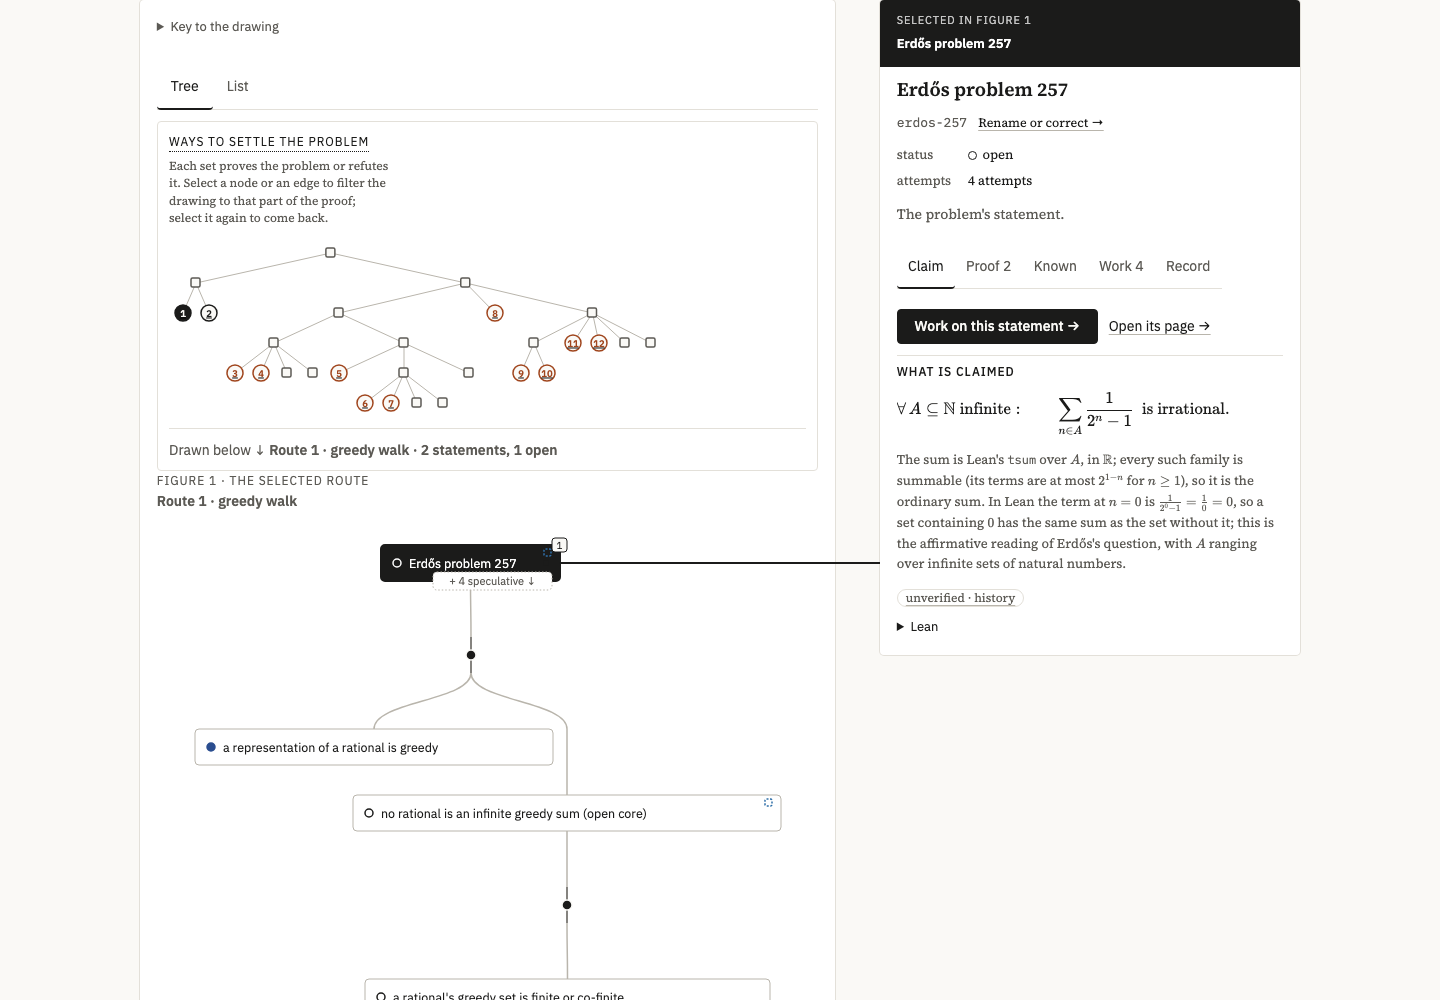 Key to the drawing
Tree List
WAYS TO SETTLE THE PROBLEM
Each set proves the problem or refutes
it. Select a node or an edge to filter the
drawing to that part of the proof;
select it again to come back.
1 2 8
11 12
3 4 5 9 10
6 7
Drawn below ↓ Route 1 · greedy walk · 2 statements, 1 open
FIGURE 1 · THE SELECTED ROUTE
Route 1 · greedy walk
1
Erdős problem 257
+ 4 speculative ↓
a representation of a rational is greedy
no rational is an infinite greedy sum (open core)
a rational's greedy set is finite or co-finite
SELECTED IN FIGURE 1
Erdős problem 257
Erdős problem 257
erdos-257 Rename or correct →
status open
attempts 4 attempts
The problem's statement.
Claim Proof 2 Known Work 4 Record
Work on this statement → Open its page →
WHAT IS CLAIMED
∀ A ⊆ ℕ infinite : ∑_{n∈A} 1/(2^n − 1) is irrational.
The sum is Lean's tsum over A, in ℝ; every such family is
summable (its terms are at most 2^{1−n} for n ≥ 1), so it is the
ordinary sum. In Lean the term at n = 0 is 1/(2^0−1) = 1/0 = 0, so a
set containing 0 has the same sum as the set without it; this is
the affirmative reading of Erdős's question, with A ranging
over infinite sets of natural numbers.
unverified · history
Lean